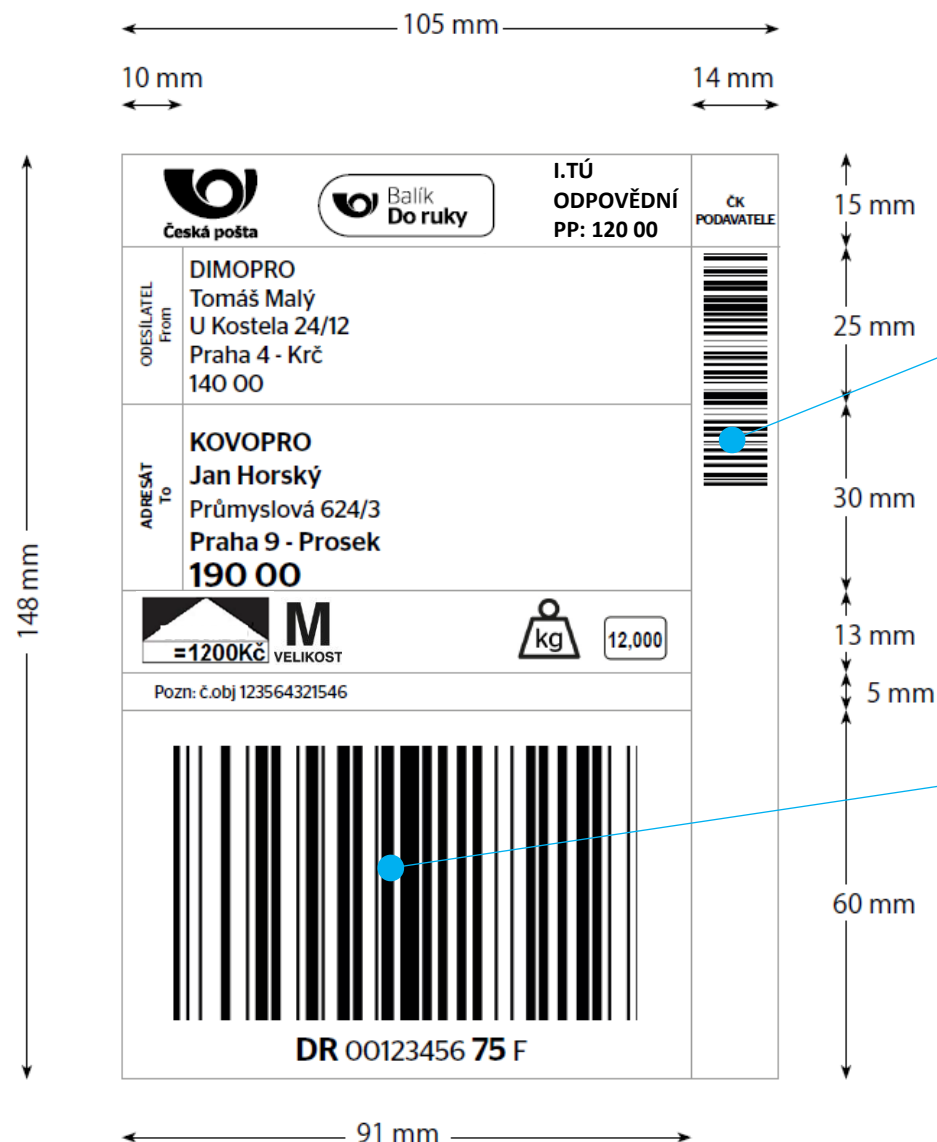 105 mm
10 mm
14 mm
148 mm
Česká pošta
Balík
Do ruky
I.TÚ
ODPOVĚDNÍ
PP: 120 00
ČK
PODAVATELE
15 mm
ODESÍLATEL
From
DIMOPRO
Tomáš Malý
U Kostela 24/12
Praha 4 - Krč
140 00
25 mm
ADRESÁT
To
KOVOPRO
Jan Horský
Průmyslová 624/3
Praha 9 - Prosek
190 00
30 mm
=1200Kč
M
VELIKOST
kg
12,000
13 mm
Pozn: č.obj 123564321546
5 mm
60 mm
DR 00123456 75 F
91 mm